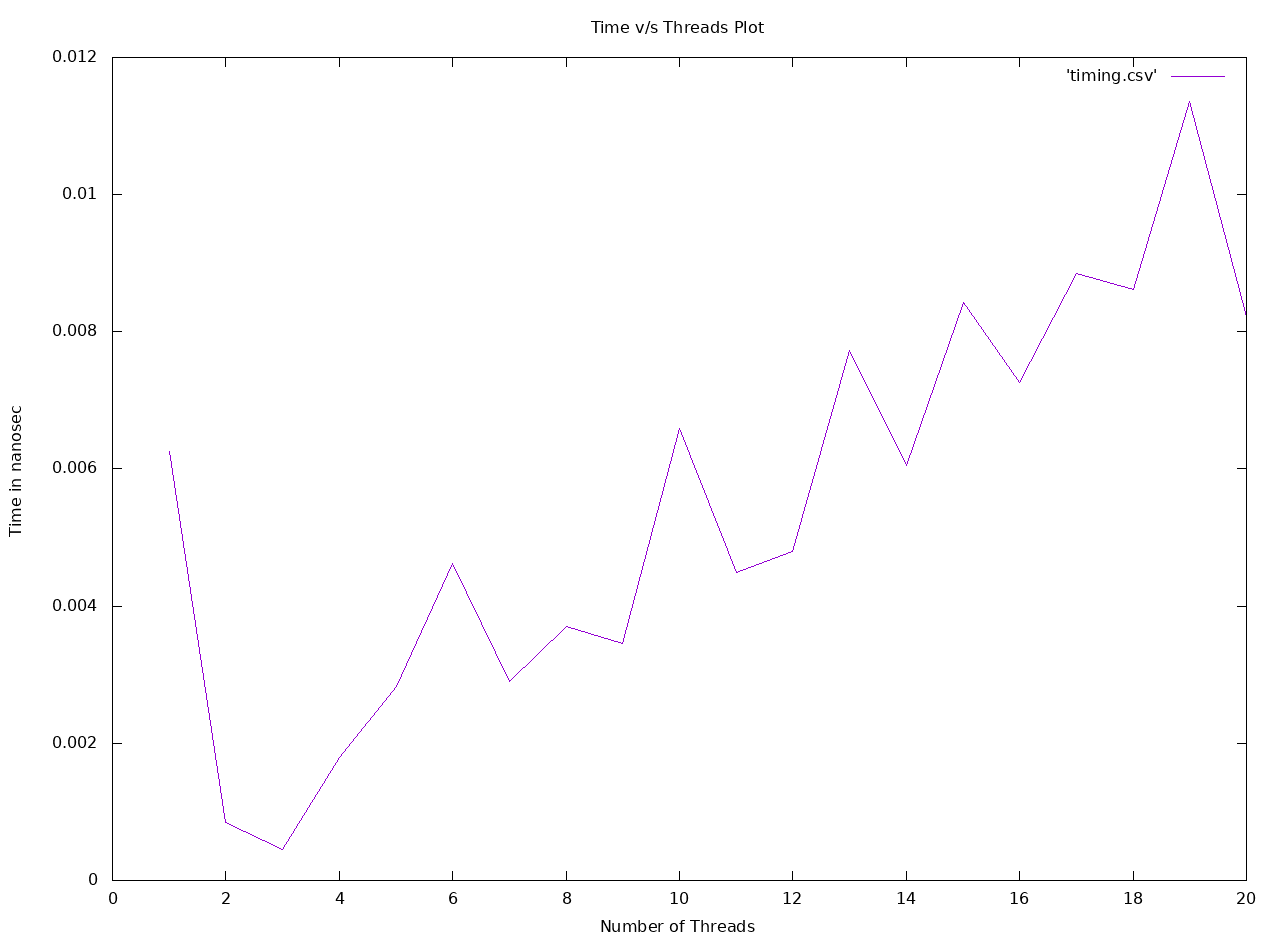 Time v/s Threads Plot
'timing.csv'
0.012
0.01
0.008
0.006
0.004
0.002
0
Time in nanosec
0 2 4 6 8 10 12 14 16 18 20
Number of Threads